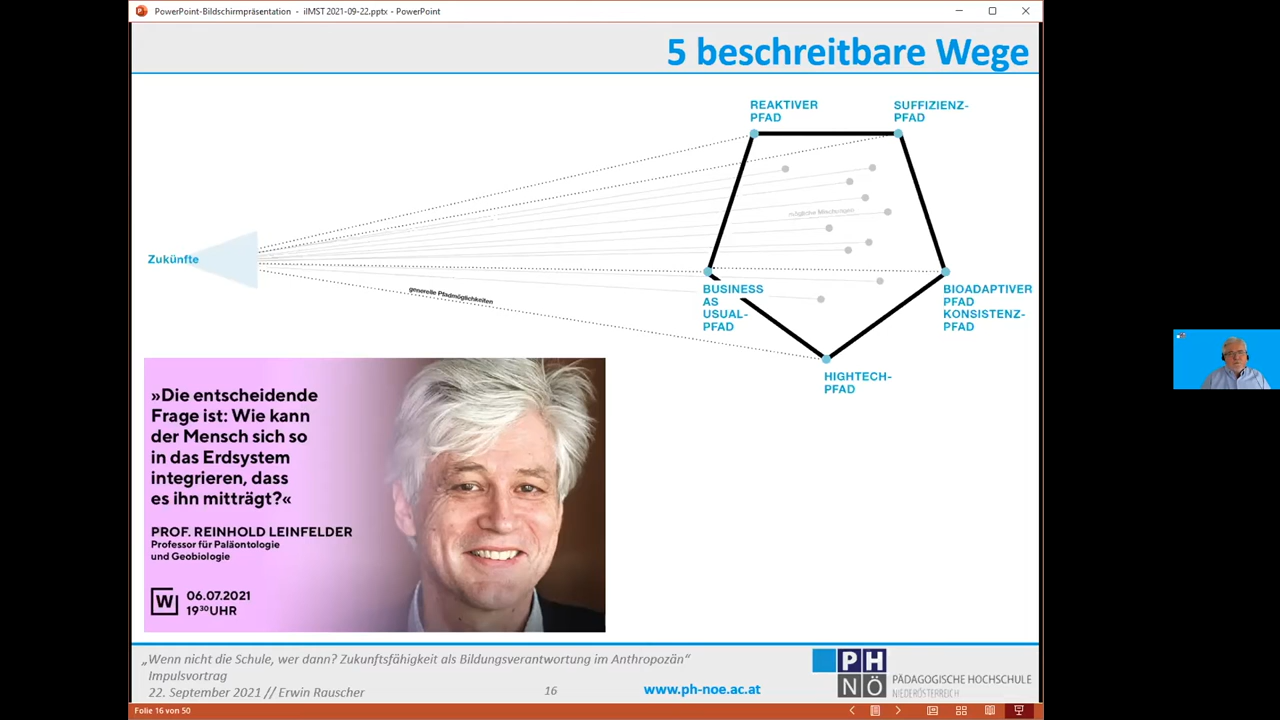 PowerPoint-Bildschirmpräsentation - iIMST 2021-09-22.pptx - PowerPoint
5 beschreitbare Wege
REAKTIVER
PFAD
SUFFIZIENZ-
PFAD
mögliche Mischungen
Zukünfte
generelle Pfadmöglichkeiten
BUSINESS
AS
USUAL-
PFAD
BIOADAPTIVER
PFAD
KONSISTENZ-
PFAD
HIGHTECH-
PFAD
»Die entscheidende
Frage ist: Wie kann
der Mensch sich so
in das Erdsystem
integrieren, dass
es ihn mitträgt?«
PROF. REINHOLD LEINFELDER
Professor für Paläontologie
und Geobiologie
W
06.07.2021
19³⁰UHR
„Wenn nicht die Schule, wer dann? Zukunftsfähigkeit als Bildungsverantwortung im Anthropozän“
Impulsvortrag
22. September 2021 // Erwin Rauscher
16
www.ph-noe.ac.at
PH
NÖ
PÄDAGOGISCHE HOCHSCHULE
NIEDERÖSTERREICH
Folie 16 von 50